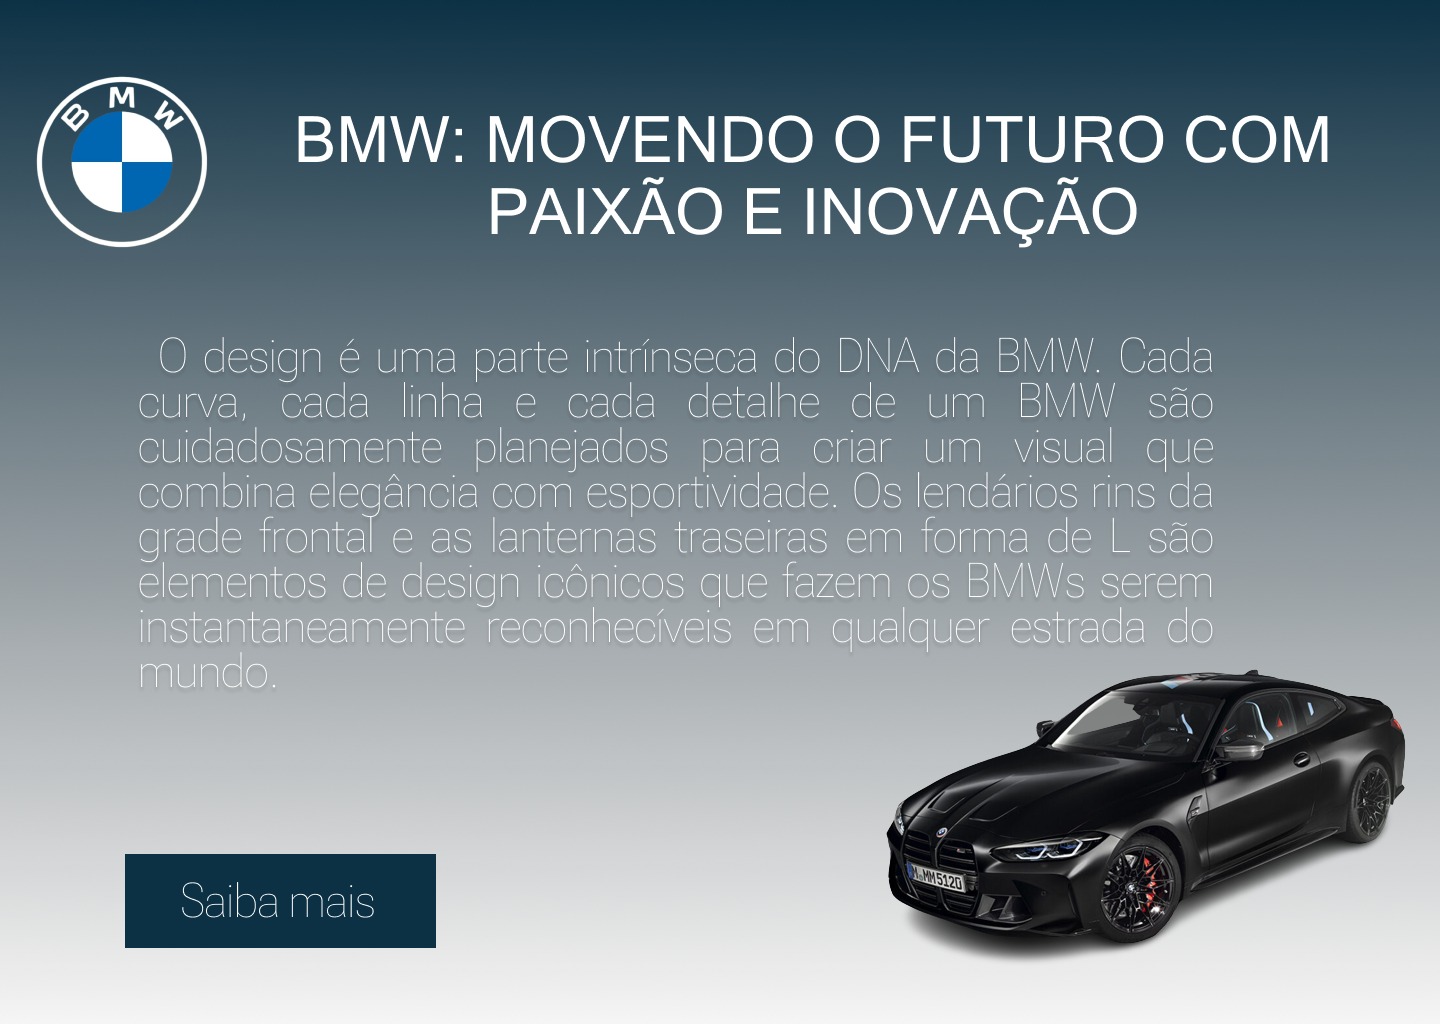 BMW
BMW: MOVENDO O FUTURO COM
PAIXÃO E INOVAÇÃO
O design é uma parte intrínseca do DNA da BMW. Cada
curva, cada linha e cada detalhe de um BMW são
cuidadosamente planejados para criar um visual que
combina elegância com esportividade. Os lendários rins da
grade frontal e as lanternas traseiras em forma de L são
elementos de design icônicos que fazem os BMWs serem
instantaneamente reconhecíveis em qualquer estrada do
mundo.
M MM 5120
Saiba mais